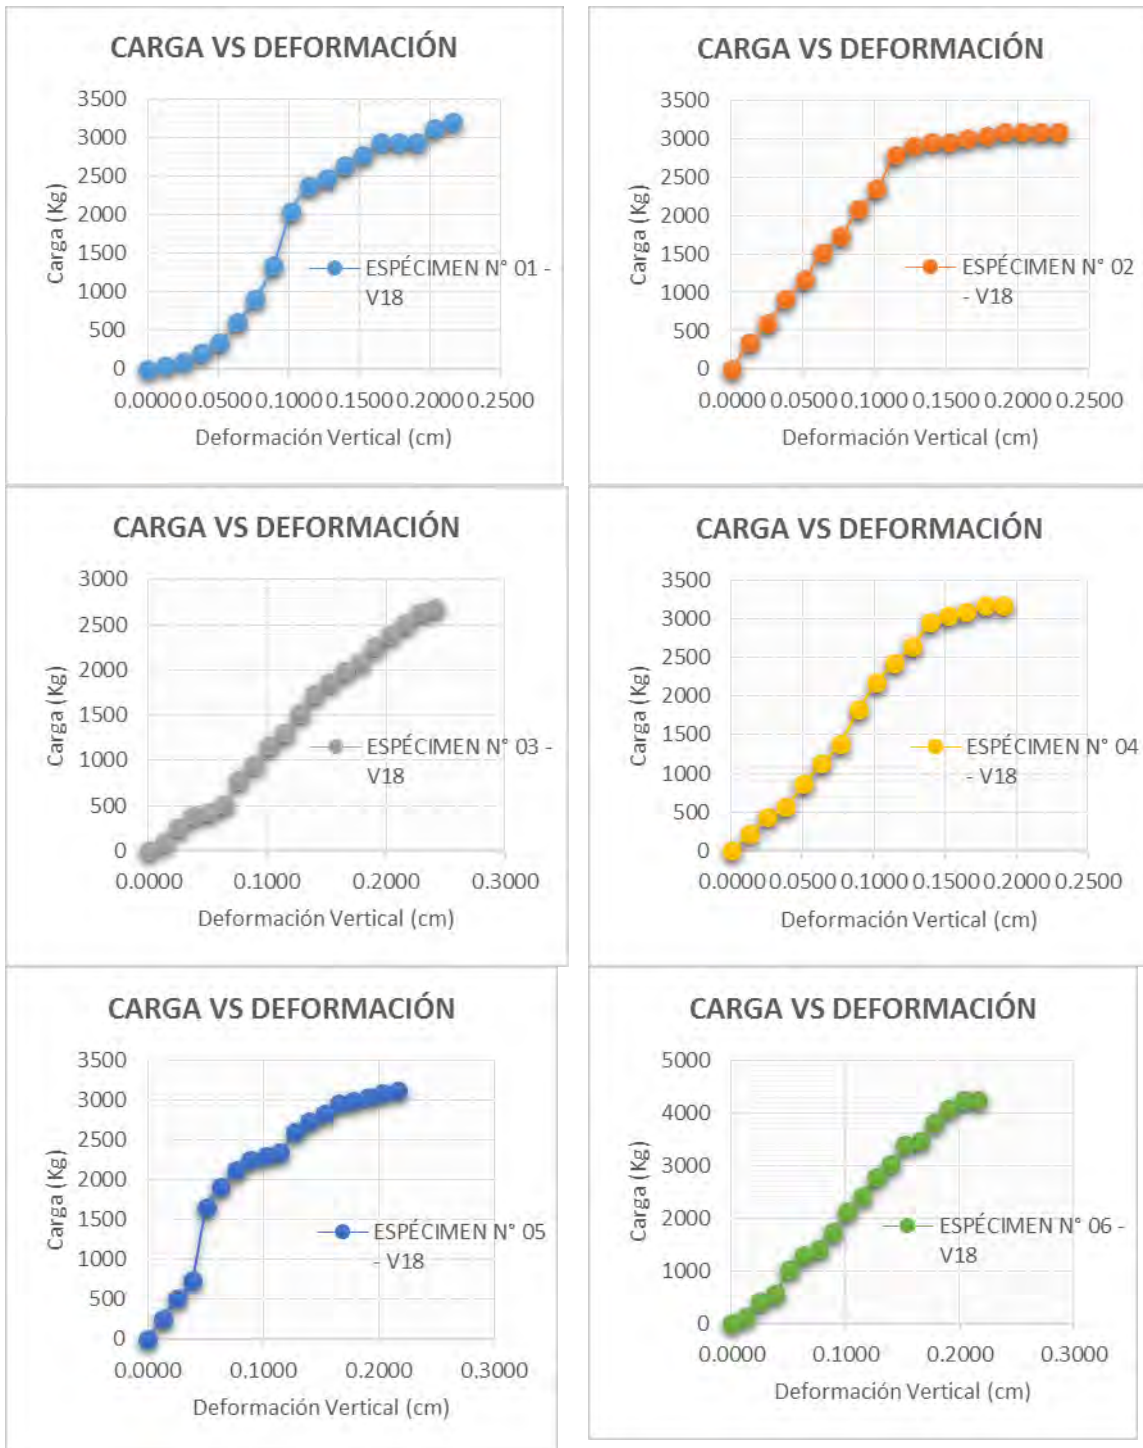 CARGA VS DEFORMACIÓN
3500
3000
2500
2000
1500
1000
500
0
Carga (Kg)
0.0000 0.0500 0.1000 0.1500 0.2000 0.2500
Deformación Vertical (cm)
ESPÉCIMEN N° 01 -
V18
CARGA VS DEFORMACIÓN
3500
3000
2500
2000
1500
1000
500
0
Carga (Kg)
0.0000 0.0500 0.1000 0.1500 0.2000 0.2500
Deformación Vertical (cm)
ESPÉCIMEN N° 02
- V18
CARGA VS DEFORMACIÓN
3000
2500
2000
1500
1000
500
0
Carga (Kg)
0.0000 0.1000 0.2000 0.3000
Deformación Vertical (cm)
ESPÉCIMEN N° 03 -
V18
CARGA VS DEFORMACIÓN
3500
3000
2500
2000
1500
1000
500
0
Carga (Kg)
0.0000 0.0500 0.1000 0.1500 0.2000 0.2500
Deformación Vertical (cm)
ESPÉCIMEN N° 04
- V18
CARGA VS DEFORMACIÓN
3500
3000
2500
2000
1500
1000
500
0
Carga (Kg)
0.0000 0.1000 0.2000 0.3000
Deformación Vertical (cm)
ESPÉCIMEN N° 05
- V18
CARGA VS DEFORMACIÓN
5000
4000
3000
2000
1000
0
Carga (Kg)
0.0000 0.1000 0.2000 0.3000
Deformación Vertical (cm)
ESPÉCIMEN N° 06 -
V18